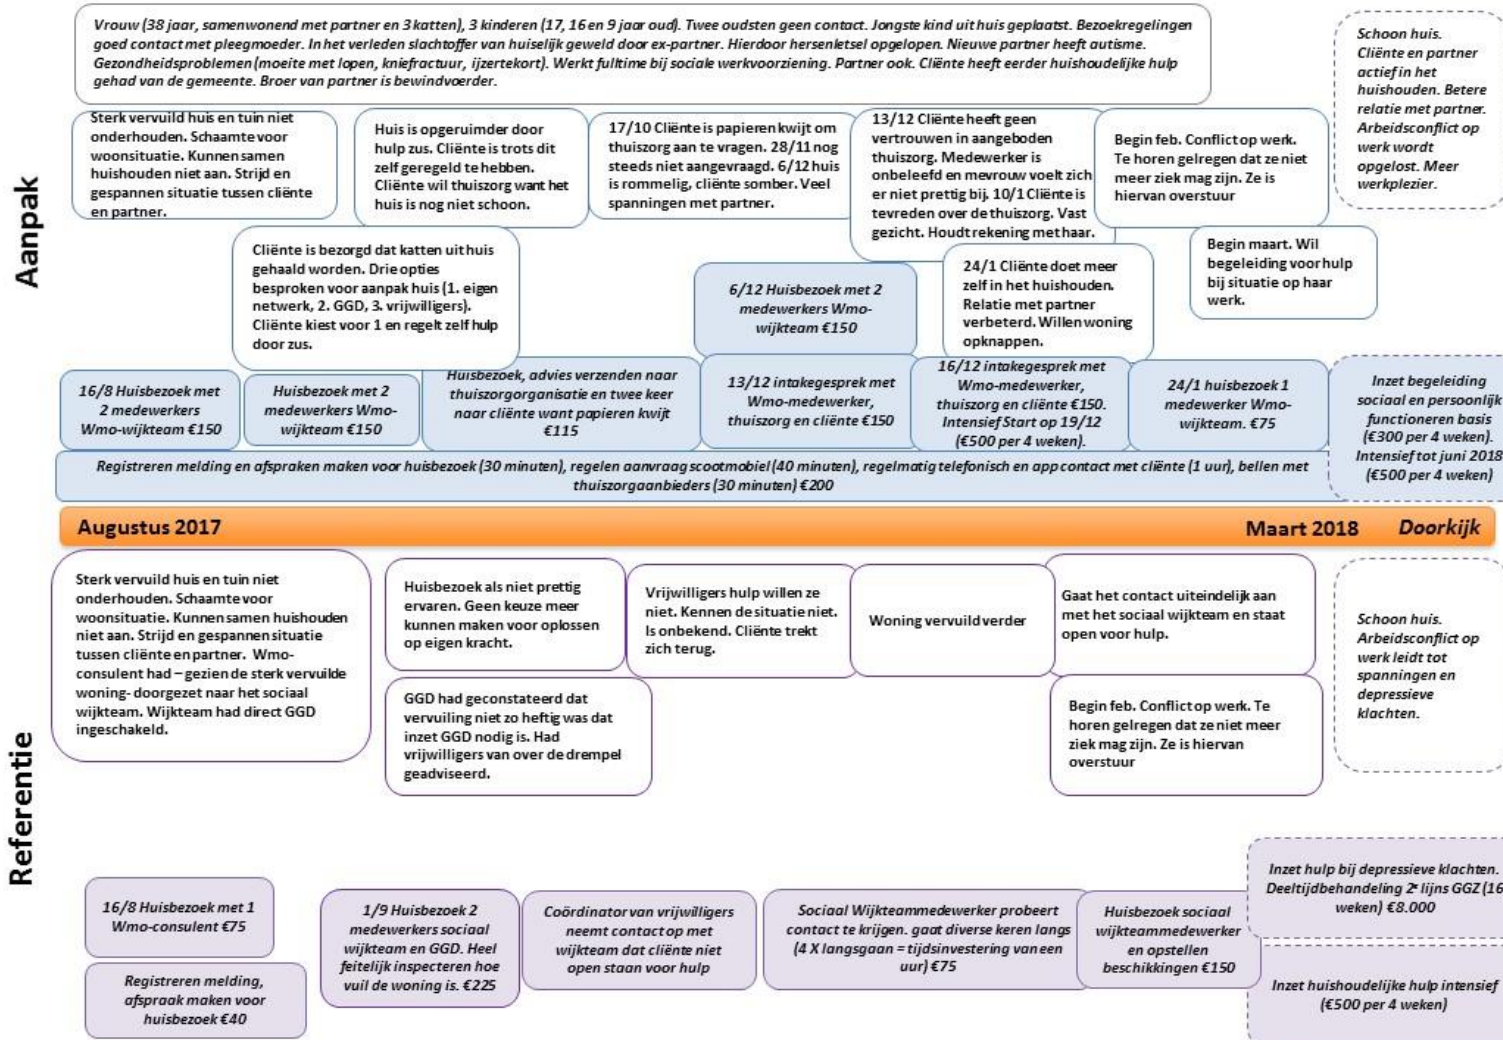 Vrouw (38 jaar, samenwonend met partner en 3 katten), 3 kinderen (17, 16 en 9 jaar oud). Twee oudsten geen contact. Jongste kind uit huis geplaatst. Bezoekregelingen
goed contact met pleegmoeder. In het verleden slachtoffer van huiselijk geweld door ex-partner. Hierdoor hersenletsel opgelopen. Nieuwe partner heeft autisme.
Gezondheidsproblemen (moeite met lopen, kniefractuur, ijzertekort). Werkt fulltime bij sociale werkvoorziening. Partner ook. Cliënte heeft eerder huishoudelijke hulp
gehad van de gemeente. Broer van partner is bewindvoerder.
Schoon huis.
Cliënte en partner
actief in het
huishouden. Betere
relatie met partner.
Arbeidsconflict op
werk wordt
opgelost. Meer
werkplezier.
Aanpak
Sterk vervuild huis en tuin niet
onderhouden. Schaamte voor
woonsituatie. Kunnen samen
huishouden niet aan. Strijd en
gespannen situatie tussen cliënte
en partner.
Huis is opgeruimder door
hulp zus. Cliënte is trots dit
zelf geregeld te hebben.
Cliënte wil thuiszorg want het
huis is nog niet schoon.
17/10 Cliënte is papieren kwijt om
thuiszorg aan te vragen. 28/11 nog
steeds niet aangevraagd. 6/12 huis
is rommelig, cliënte somber. Veel
spanningen met partner.
13/12 Cliënte heeft geen
vertrouwen in aangeboden
thuiszorg. Medewerker is
onbeleefd en mevrouw voelt zich
er niet prettig bij. 10/1 Cliënte is
tevreden over de thuiszorg. Vast
gezicht. Houdt rekening met haar.
Begin feb. Conflict op werk.
Te horen gelregen dat ze niet
meer ziek mag zijn. Ze is
hiervan overstuur
Cliënte is bezorgd dat katten uit huis
gehaald worden. Drie opties
besproken voor aanpak huis (1. eigen
netwerk, 2. GGD, 3. vrijwilligers).
Cliënte kiest voor 1 en regelt zelf hulp
door zus.
24/1 Cliënte doet meer
zelf in het huishouden.
Relatie met partner
verbeterd. Willen woning
opknappen.
Begin maart. Wil
begeleiding voor hulp
bij situatie op haar
werk.
6/12 Huisbezoek met 2
medewerkers Wmo-
wijkteam €150
16/8 Huisbezoek met
2 medewerkers
Wmo-wijkteam €150
Huisbezoek met 2
medewerkers Wmo-
wijkteam €150
Huisbezoek, advies verzenden naar
thuiszorgorganisatie en twee keer
naar cliënte want papieren kwijt
€115
13/12 intakegesprek met
Wmo-medewerker,
thuiszorg en cliënte €150
16/12 intakegesprek met
Wmo-medewerker,
thuiszorg en cliënte €150.
Intensief Start op 19/12
(€500 per 4 weken).
24/1 huisbezoek 1
medewerker Wmo-
wijkteam. €75
Inzet begeleiding
sociaal en persoonlijk
functioneren basis
(€300 per 4 weken).
Intensief tot juni 2018
(€500 per 4 weken)
Registreren melding en afspraken maken voor huisbezoek (30 minuten), regelen aanvraag scootmobiel (40 minuten), regelmatig telefonisch en app contact met cliënte (1 uur), bellen met
thuiszorgaanbieders (30 minuten) €200
Augustus 2017
Maart 2018
Doorkijk
Referentie
Sterk vervuild huis en tuin niet
onderhouden. Schaamte voor
woonsituatie. Kunnen samen huishouden
niet aan. Strijd en gespannen situatie
tussen cliënte en partner. Wmo-
consulent had – gezien de sterk vervuilde
woning- doorgezet naar het sociaal
wijkteam. Wijkteam had direct GGD
ingeschakeld.
Huisbezoek als niet prettig
ervaren. Geen keuze meer
kunnen maken voor oplossen
op eigen kracht.
Vrijwilligers hulp willen ze
niet. Kennen de situatie niet.
Is onbekend. Cliënte trekt
zich terug.
Woning vervuild verder
Gaat het contact uiteindelijk aan
met het sociaal wijkteam en staat
open voor hulp.
Schoon huis.
Arbeidsconflict op
werk leidt tot
spanningen en
depressieve
klachten.
GGD had geconstateerd dat
vervuiling niet zo heftig was dat
inzet GGD nodig is. Had
vrijwilligers van over de drempel
geadviseerd.
Begin feb. Conflict op werk. Te
horen gelregen dat ze niet meer
ziek mag zijn. Ze is hiervan
overstuur
16/8 Huisbezoek met 1
Wmo-consulent €75
Registreren melding,
afspraak maken voor
huisbezoek €40
1/9 Huisbezoek 2
medewerkers sociaal
wijkteam en GGD. Heel
feitelijk inspecteren hoe
vuil de woning is. €225
Coördinator van vrijwilligers
neemt contact op met
wijkteam dat cliënte niet
open staan voor hulp
Sociaal Wijkteammedewerker probeert
contact te krijgen. gaat diverse keren langs
(4 X langsgaan = tijdsinvestering van een
uur) €75
Huisbezoek sociaal
wijkteammedewerker
en opstellen
beschikkingen €150
Inzet hulp bij depressieve klachten.
Deeltijdbehandeling 2e lijns GGZ (16
weken) €8.000
Inzet huishoudelijke hulp intensief
(€500 per 4 weken)